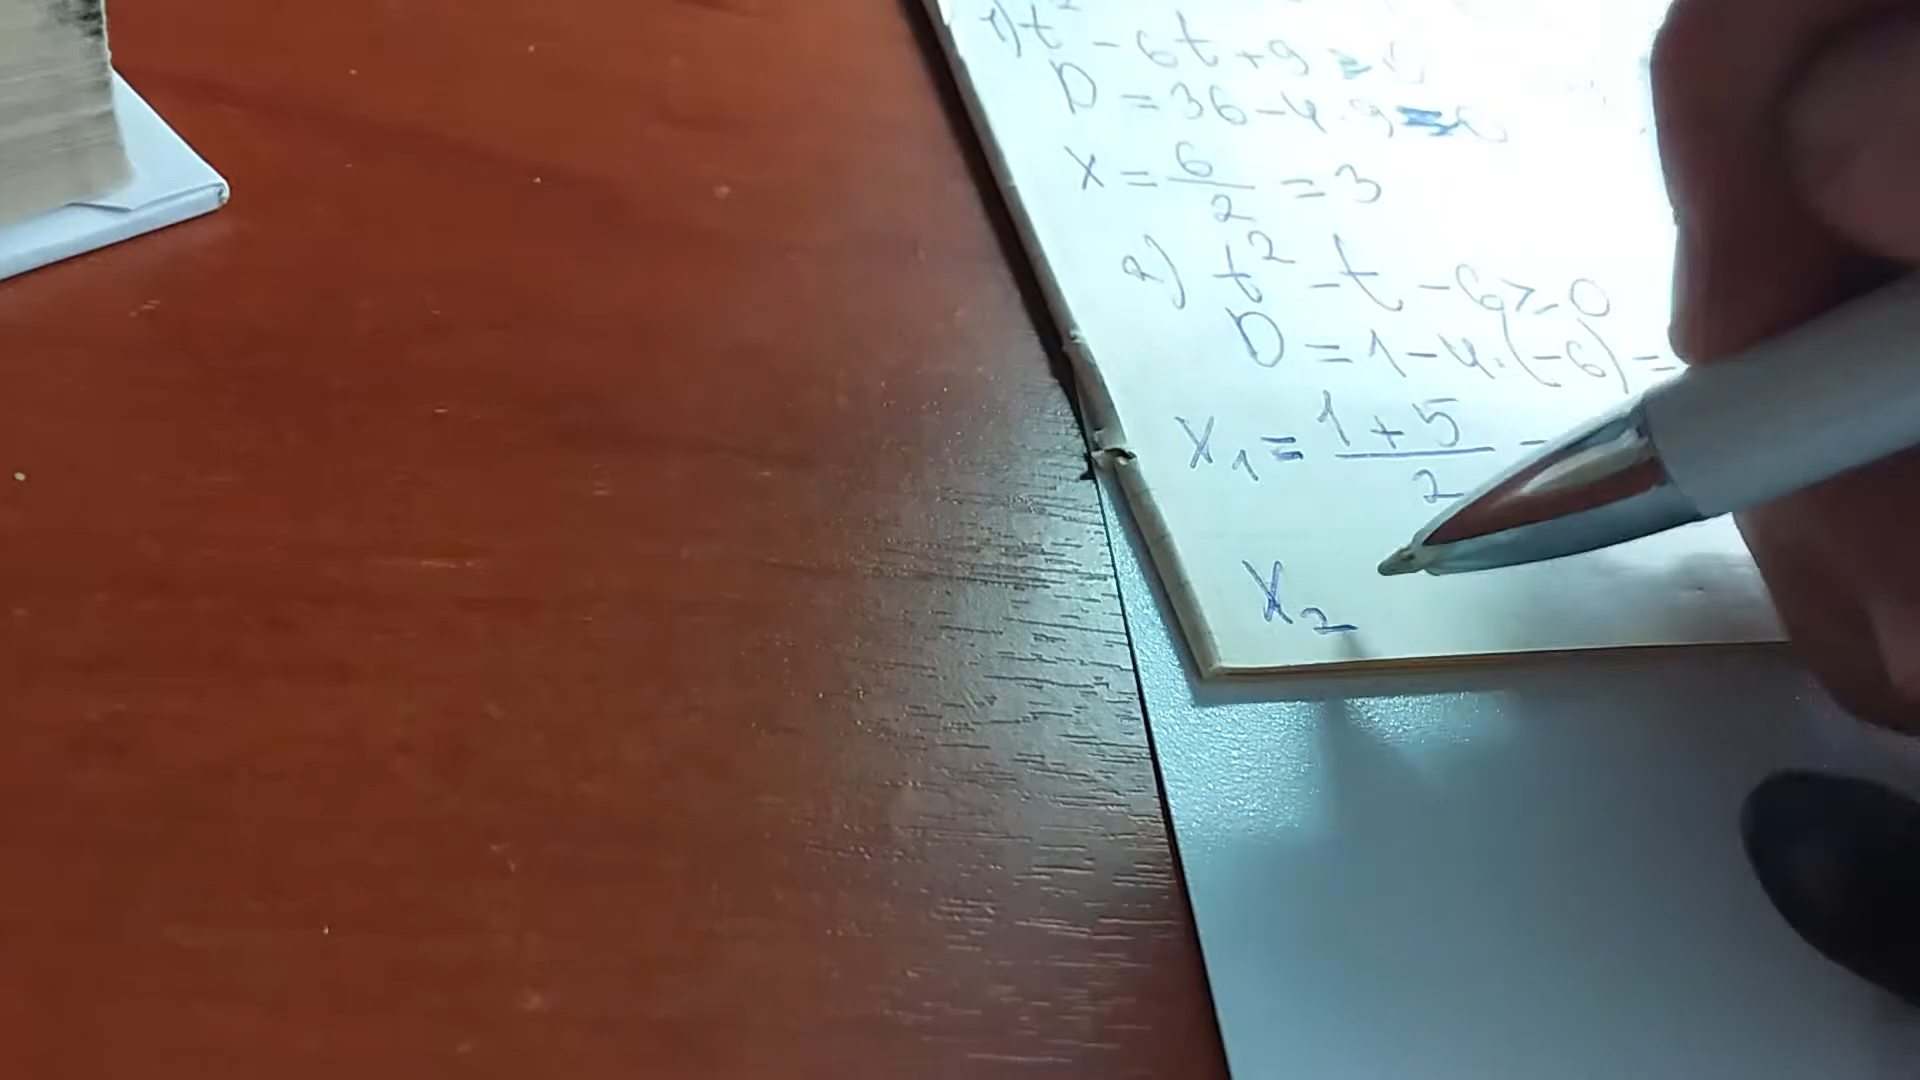 1) t² - 6t + 9 ≥ 0
D = 36 - 4 · 9 = 0
x = 6/2 = 3
2) t² - t - 6 ≥ 0
D = 1 - 4 · (-6) =
x₁ = (1 + 5)/2
x₂